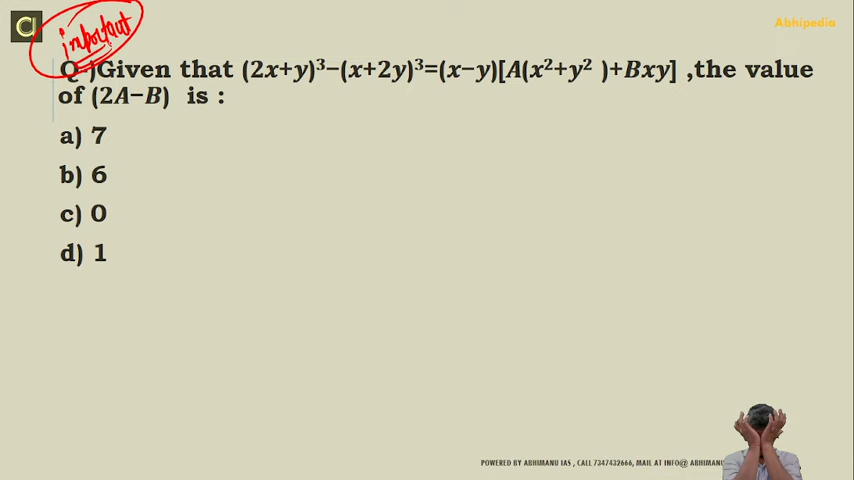 important
Abhipedia
Q.)Given that (2x+y)³−(x+2y)³=(x−y)[A(x²+y² )+Bxy] ,the value
of (2A−B)  is :
a) 7
b) 6
c) 0
d) 1
POWERED BY ABHIMANU IAS , CALL 7347432666, MAIL AT INFO@ ABHIMANU